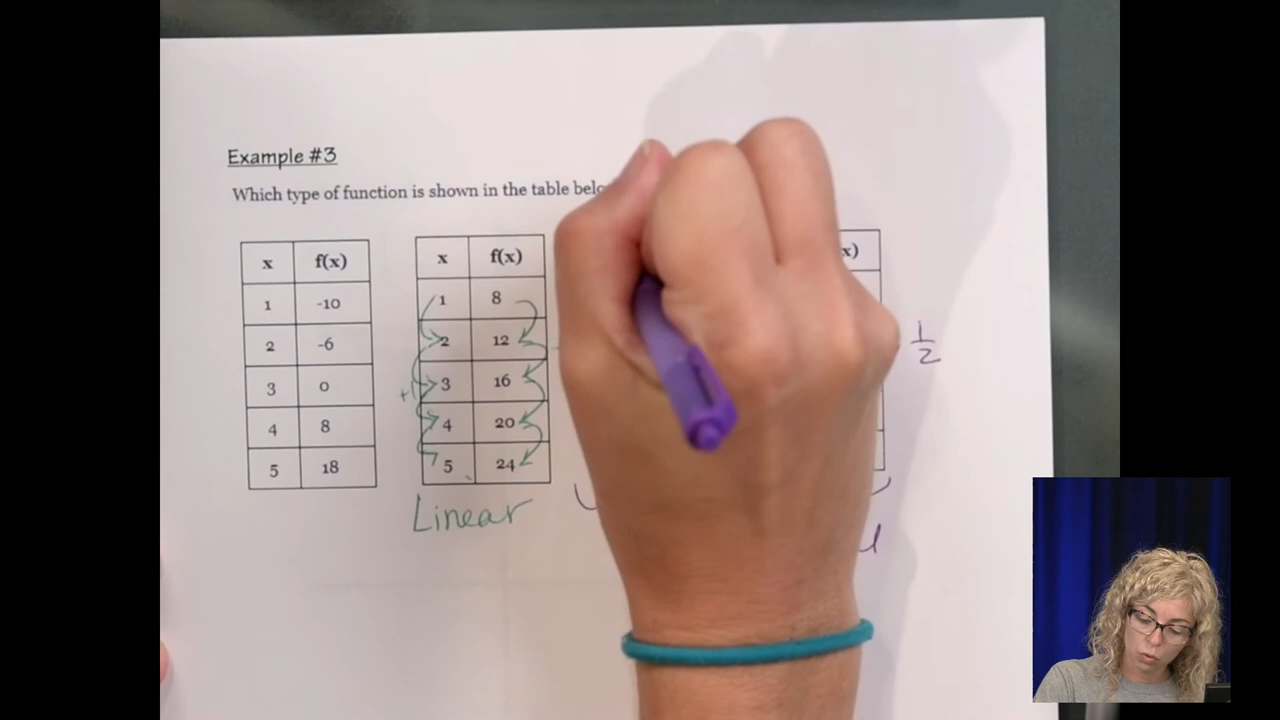 Example #3
Which type of function is shown in the table
x f(x)
1 -10
2 -6
3 0
4 8
5 18
x f(x)
1 8
2 12
3 16
4 20
5 24
Linear
x)
1/2